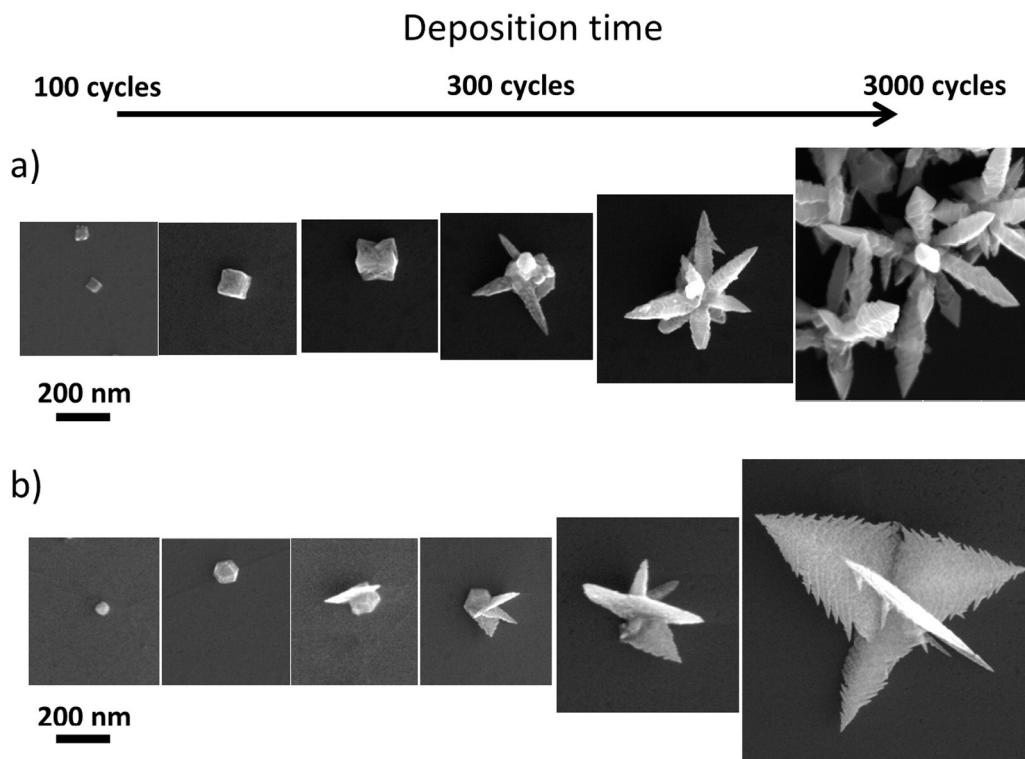 Deposition time
100 cycles 300 cycles 3000 cycles
a)
200 nm
b)
200 nm